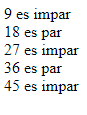 9 es impar
18 es par
27 es impar
36 es par
45 es impar